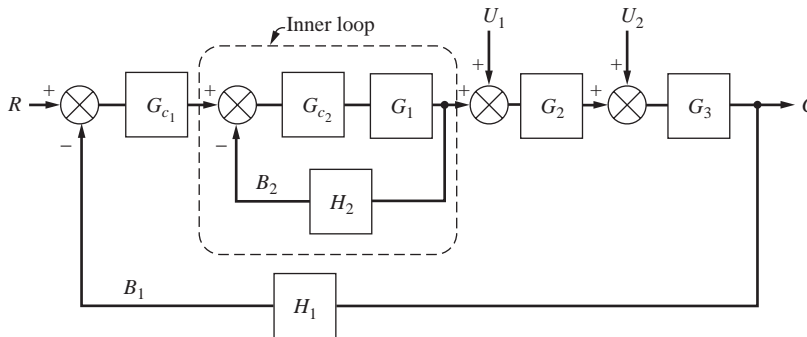 Inner loop
U1 U2
R + − Gc1 + − Gc2 G1 + + G2 + + G3
B2 H2
B1 H1